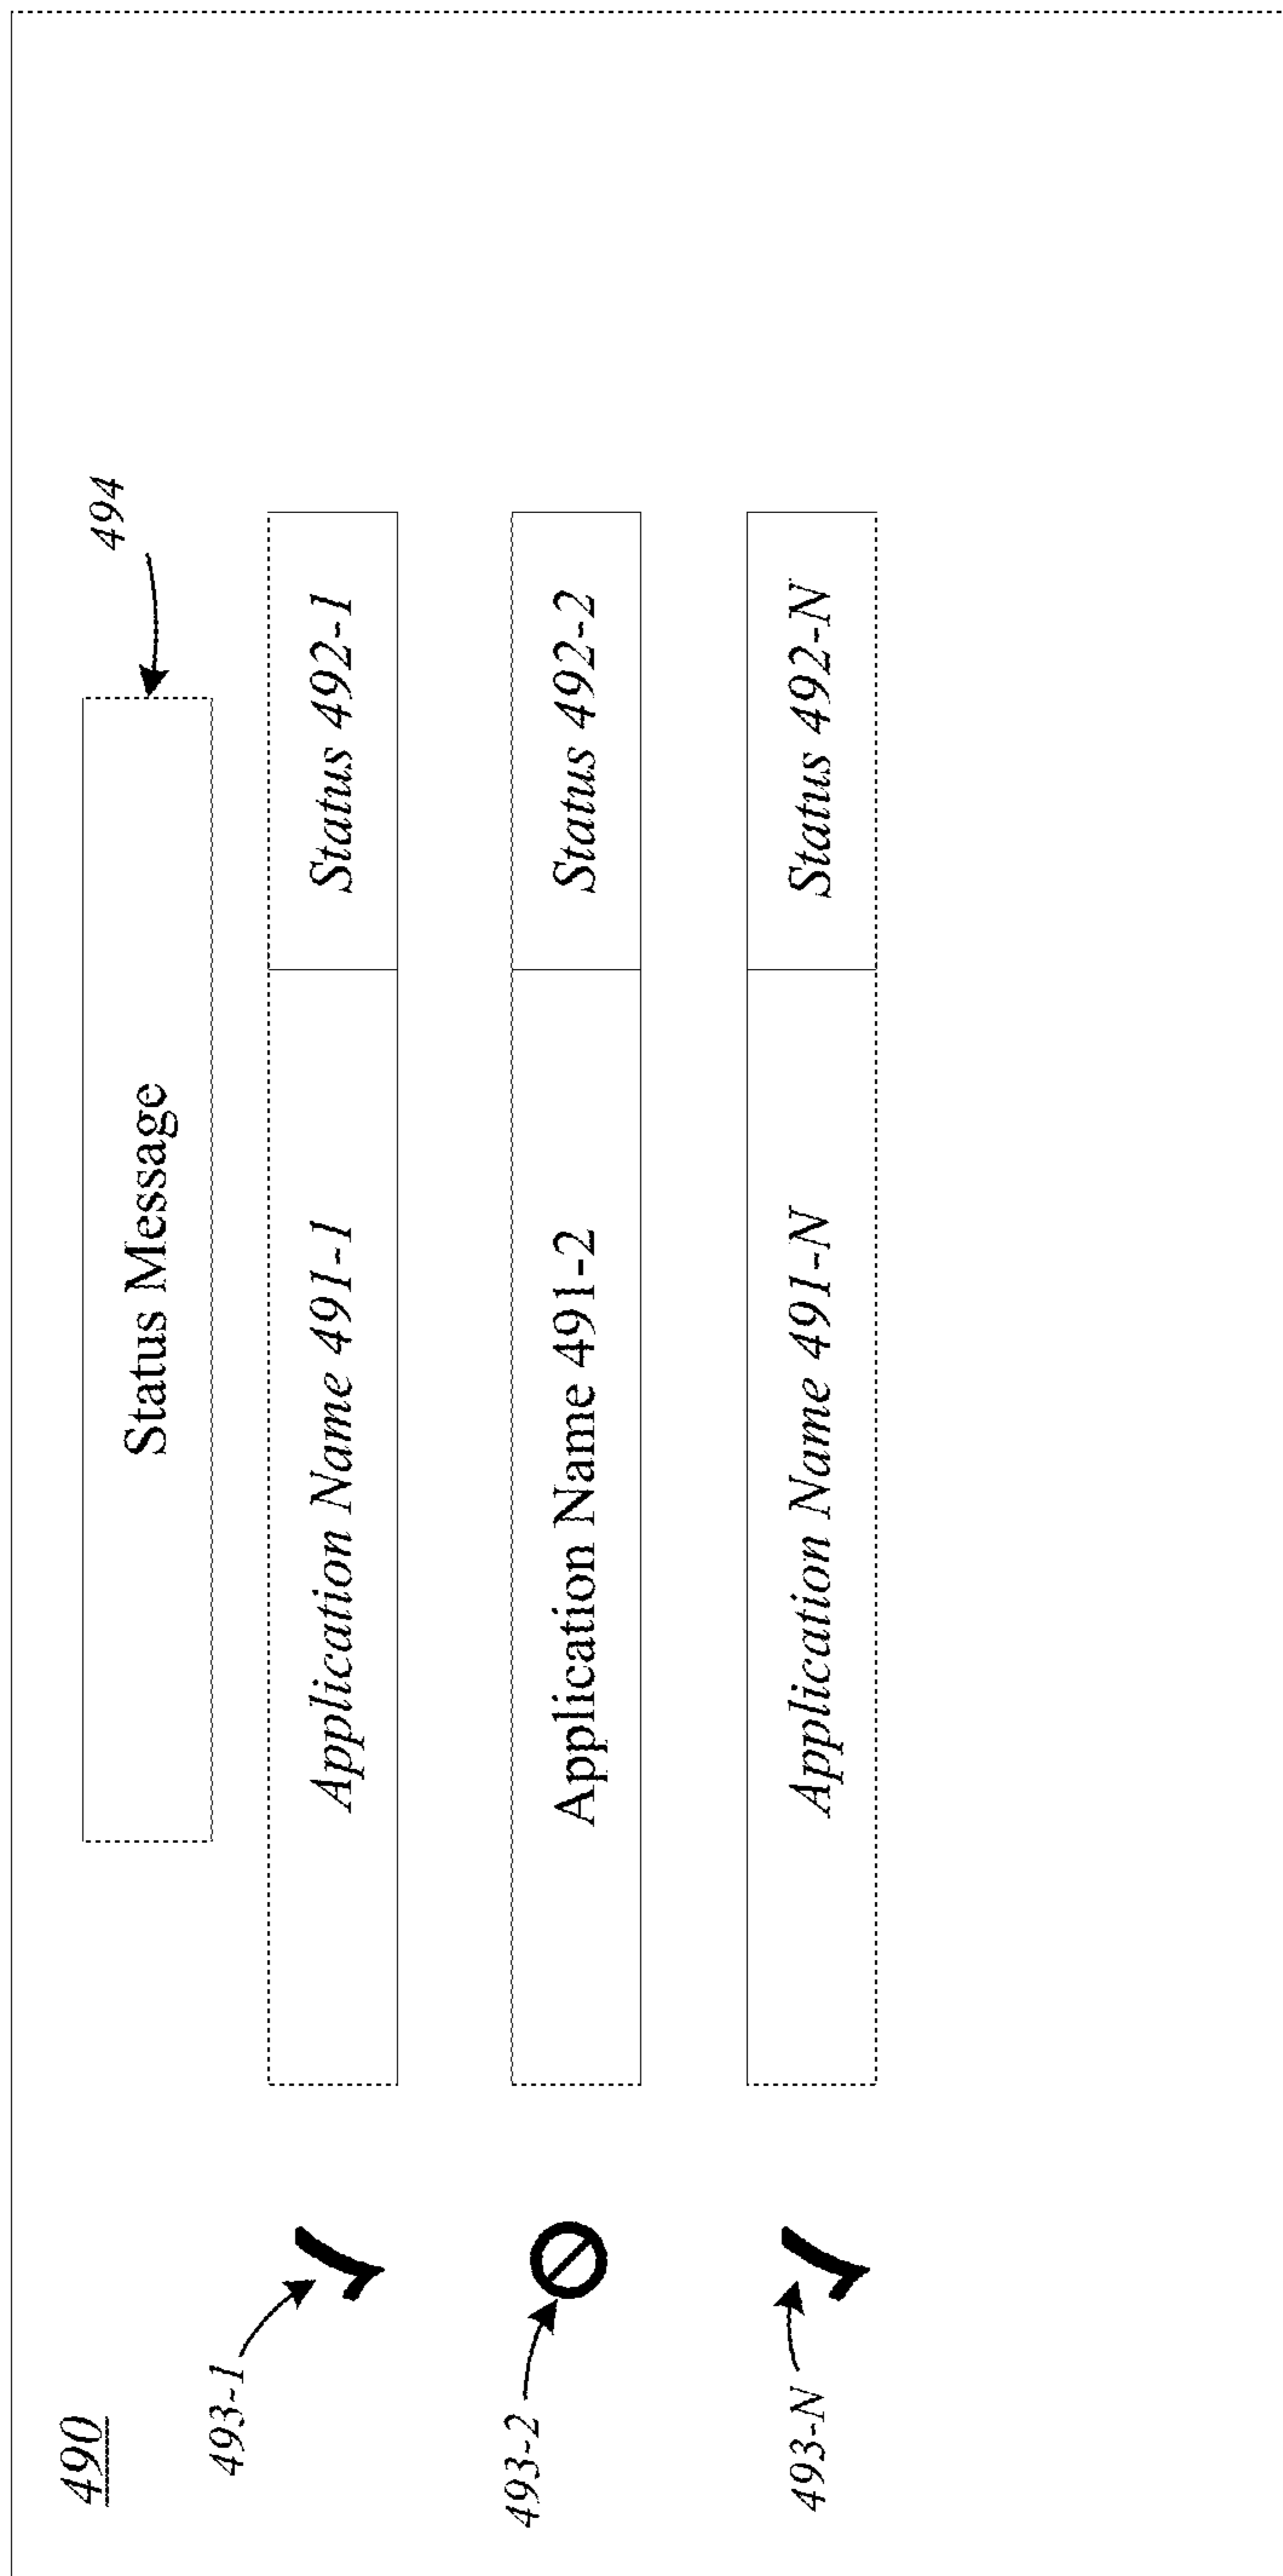 490
Status Message
494
493-1
Application Name 491-1
Status 492-1
493-2
Application Name 491-2
Status 492-2
493-N
Application Name 491-N
Status 492-N